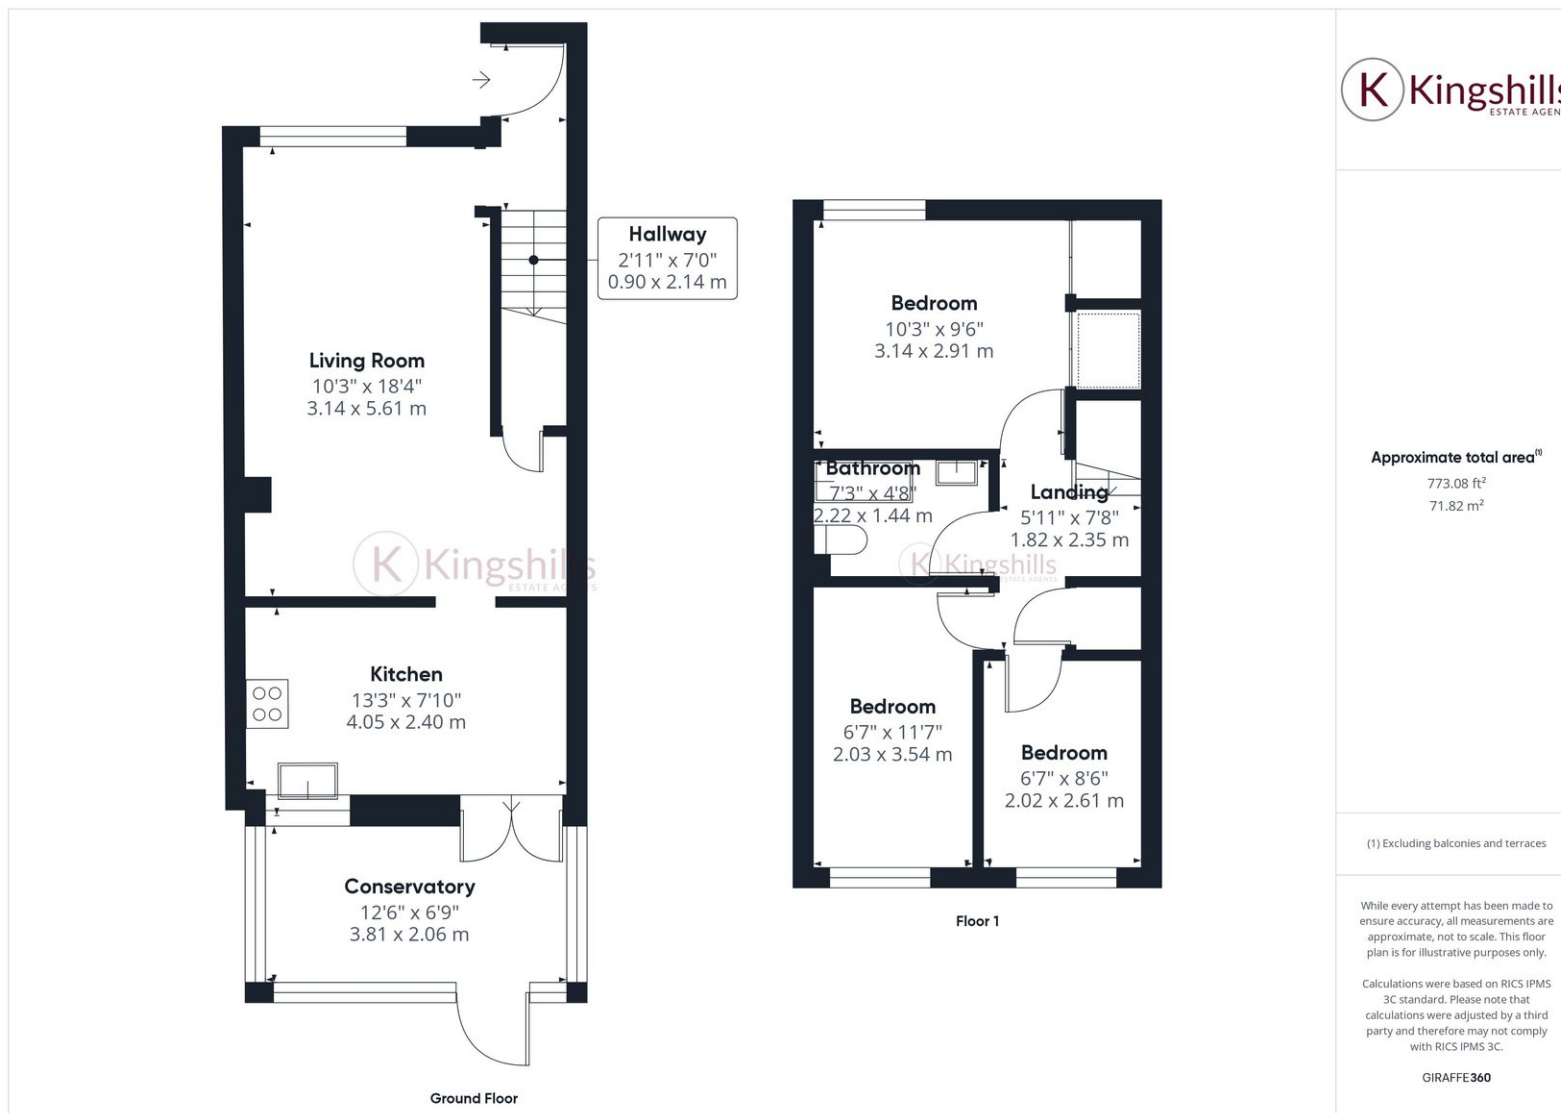 Hallway
2'11" x 7'0"
0.90 x 2.14 m
Living Room
10'3" x 18'4"
3.14 x 5.61 m
K Kingshills
ESTATE AGENTS
Kitchen
13'3" x 7'10"
4.05 x 2.40 m
Conservatory
12'6" x 6'9"
3.81 x 2.06 m
Ground Floor
Bedroom
10'3" x 9'6"
3.14 x 2.91 m
Bathroom
7'3" x 4'8"
2.22 x 1.44 m
Landing
5'11" x 7'8"
1.82 x 2.35 m
K Kingshills
ESTATE AGENTS
Bedroom
6'7" x 11'7"
2.03 x 3.54 m
Bedroom
6'7" x 8'6"
2.02 x 2.61 m
Floor 1
K Kingshills
ESTATE AGEN
Approximate total area(1)
773.08 ft²
71.82 m²
(1) Excluding balconies and terraces
While every attempt has been made to
ensure accuracy, all measurements are
approximate, not to scale. This floor
plan is for illustrative purposes only.
Calculations were based on RICS IPMS
3C standard. Please note that
calculations were adjusted by a third
party and therefore may not comply
with RICS IPMS 3C.
GIRAFFE360